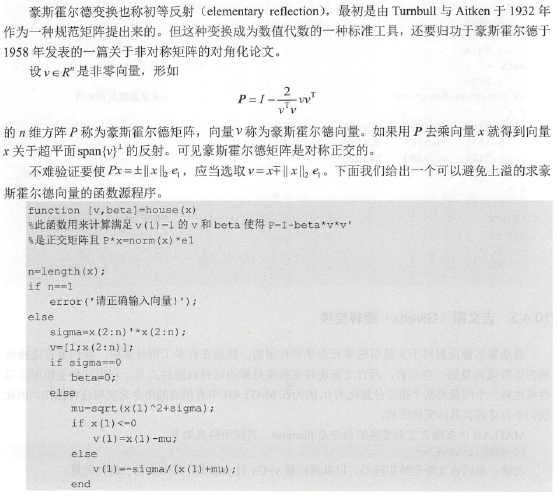 豪斯霍尔德变换也称初等反射（elementary reflection），最初是由 Turnbull 与 Aitken 于 1932 年
作为一种规范矩阵提出来的。但这种变换成为数值代数的一种标准工具，还要归功于豪斯霍尔德于
1958 年发表的一篇关于非对称矩阵的对角化论文。
设 v∈Rⁿ 是非零向量，形如
P = I − 2/(vᵀv) vvᵀ
的 n 维方阵 P 称为豪斯霍尔德矩阵，向量 v 称为豪斯霍尔德向量。如果用 P 去乘向量 x 就得到向量
x 关于超平面 span{v}⊥ 的反射。可见豪斯霍尔德矩阵是对称正交的。
不难验证要使 Px=±‖x‖₂ e₁，应当选取 v=x∓‖x‖₂ e₁。下面我们给出一个可以避免上溢的求豪
斯霍尔德向量的函数源程序。
function [v,beta]=house(x)
%此函数用来计算满足 v(1)=1 的 v 和 beta 使得 P=I-beta*v*v'
%是正交矩阵且 P*x=norm(x)*e1
n=length(x);
if n==1
error('请正确输入向量!');
else
sigma=x(2:n)'*x(2:n);
v=[1;x(2:n)];
if sigma==0
beta=0;
else
mu=sqrt(x(1)^2+sigma);
if x(1)<=0
v(1)=x(1)-mu;
else
v(1)=-sigma/(x(1)+mu);
end